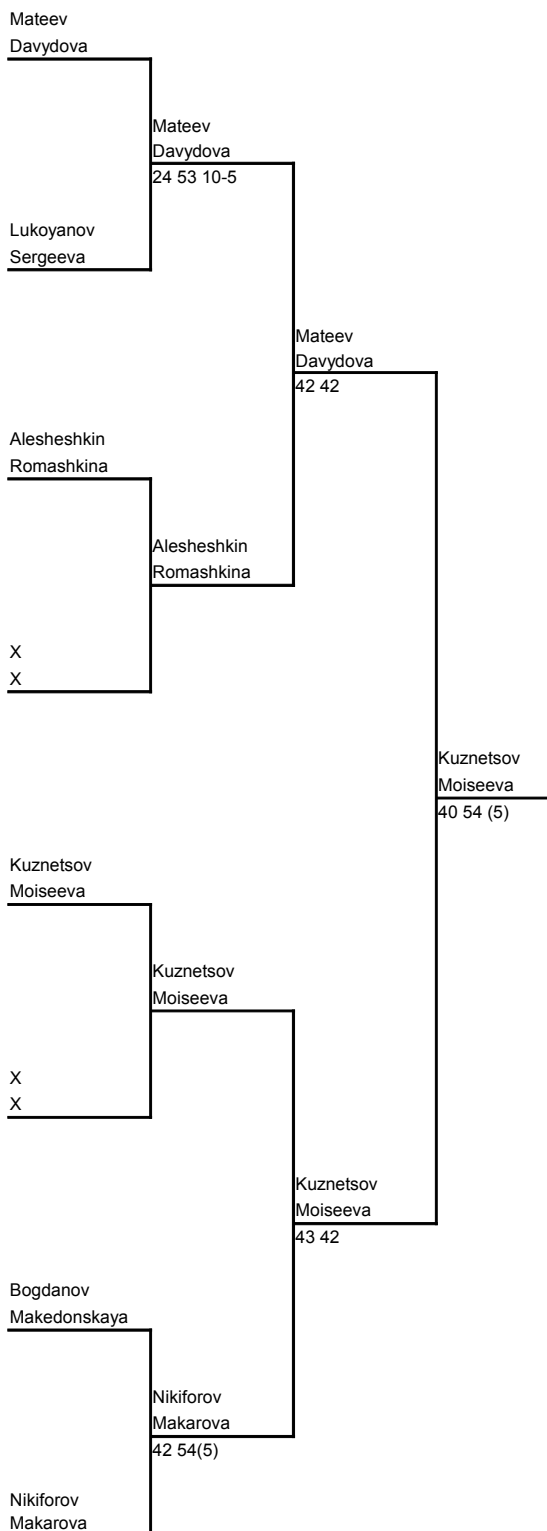 Mateev
Davydova
Mateev
Davydova
24 53 10-5
Lukoyanov
Sergeeva
Mateev
Davydova
42 42
Alesheshkin
Romashkina
Alesheshkin
Romashkina
X
X
Kuznetsov
Moiseeva
40 54 (5)
Kuznetsov
Moiseeva
Kuznetsov
Moiseeva
X
X
Kuznetsov
Moiseeva
43 42
Bogdanov
Makedonskaya
Nikiforov
Makarova
42 54(5)
Nikiforov
Makarova